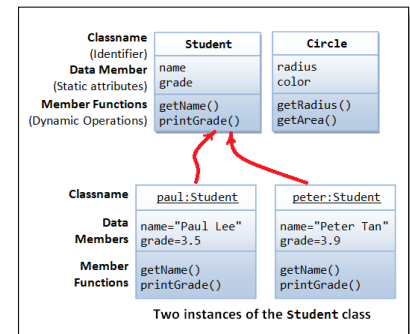 Classname
(Identifier)
Student
Circle
Data Member
(Static attributes)
name
grade
radius
color
Member Functions
(Dynamic Operations)
getName()
printGrade()
getRadius()
getArea()
Classname
paul:Student
peter:Student
Data
Members
name="Paul Lee"
grade=3.5
name="Peter Tan"
grade=3.9
Member
Functions
getName()
printGrade()
getName()
printGrade()
Two instances of the Student class